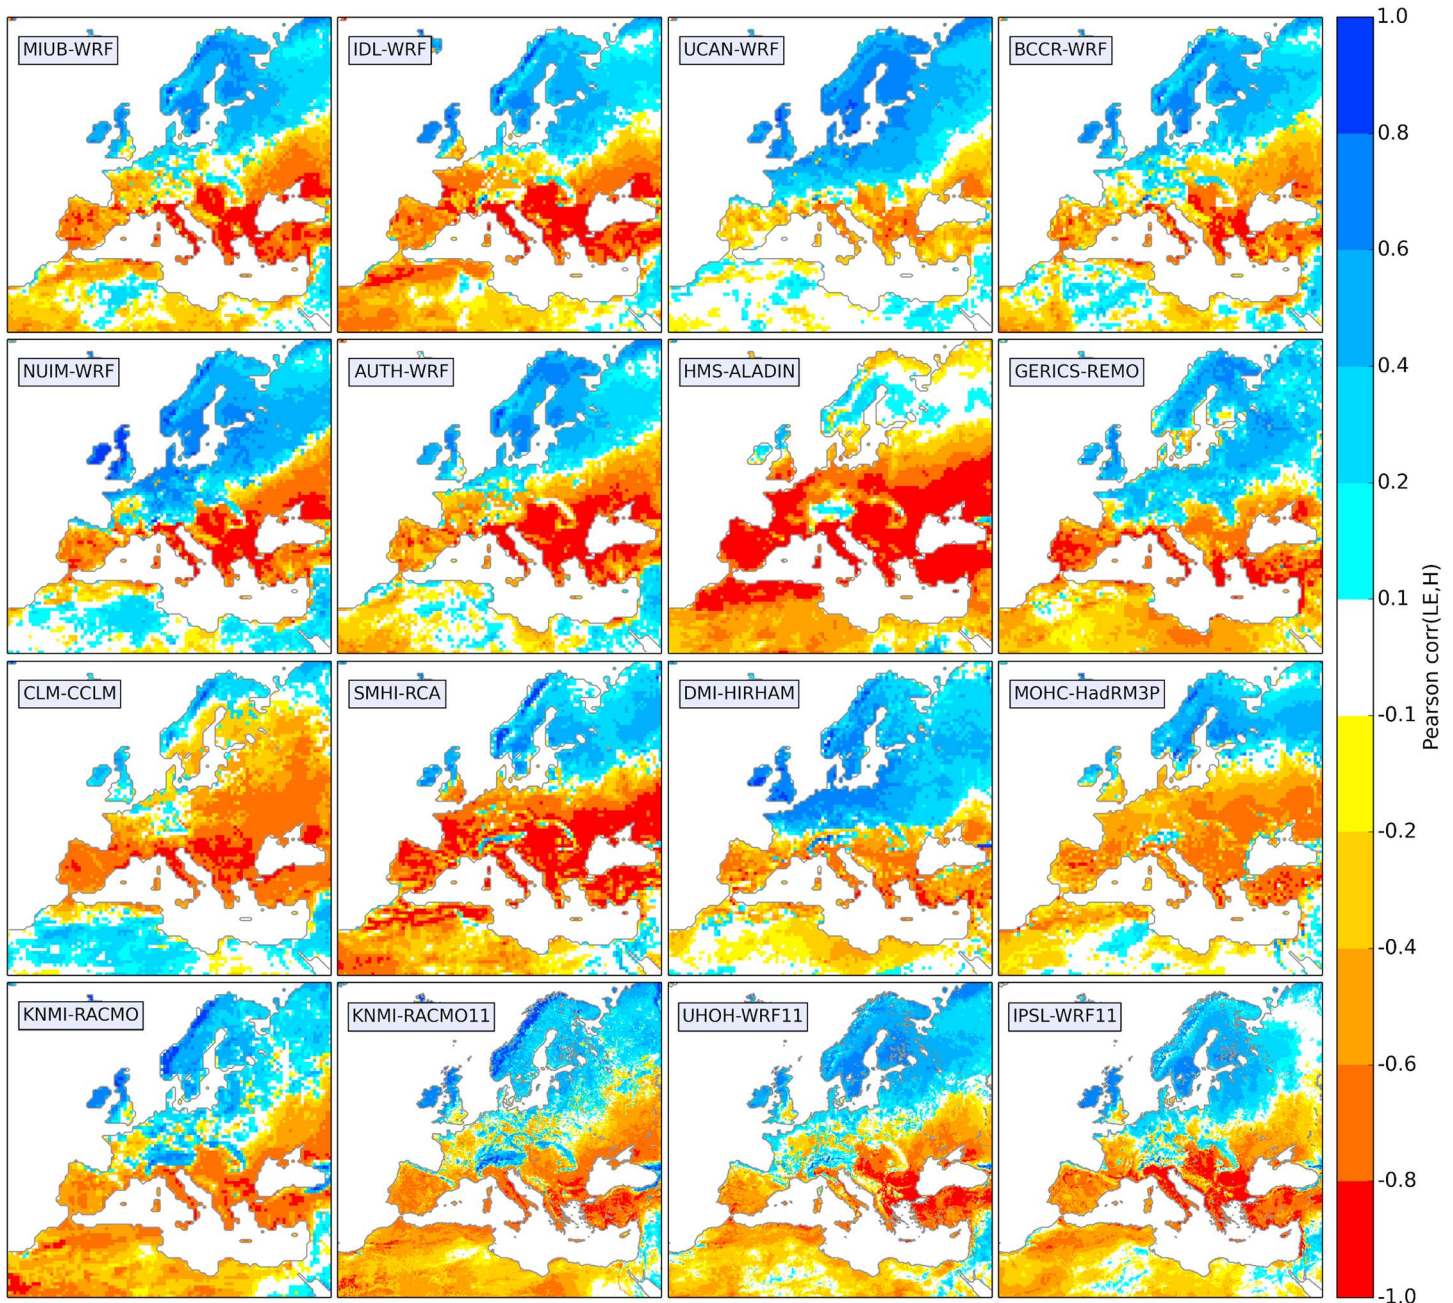 MIUB-WRF
IDL-WRF
UCAN-WRF
BCCR-WRF
NUIM-WRF
AUTH-WRF
HMS-ALADIN
GERICS-REMO
CLM-CCLM
SMHI-RCA
DMI-HIRHAM
MOHC-HadRM3P
KNMI-RACMO
KNMI-RACMO11
UHOH-WRF11
IPSL-WRF11
1.0
0.8
0.6
0.4
0.2
0.1
-0.1
-0.2
-0.4
-0.6
-0.8
-1.0
Pearson corr(LE,H)